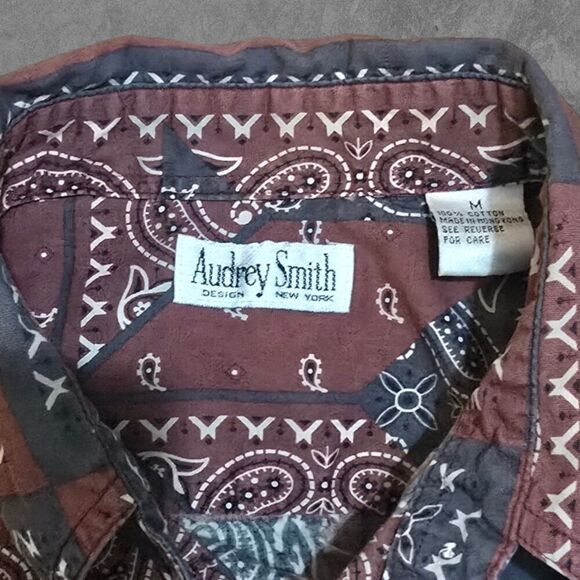 Audrey Smith
DESIGN NEW YORK
M
100% COTTON
MADE IN HONG KONG
SEE REVERSE
FOR CARE